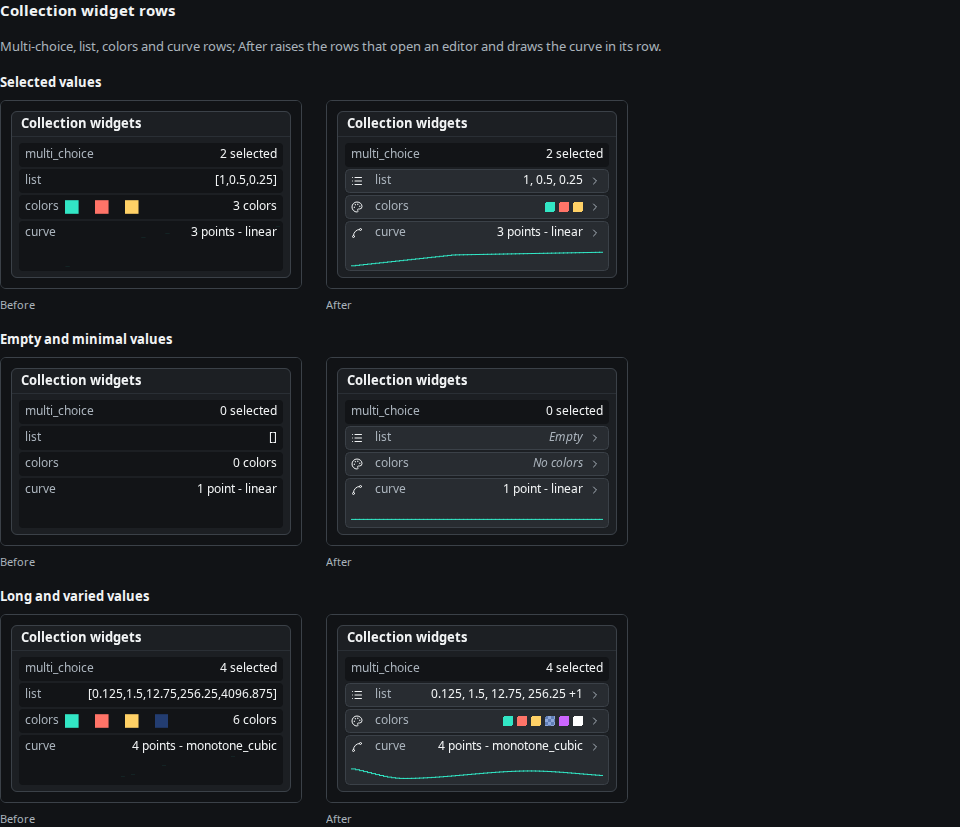 Collection widget rows
Multi-choice, list, colors and curve rows; After raises the rows that open an editor and draws the curve in its row.
Selected values
Collection widgets
multi_choice 2 selected
list [1,0.5,0.25]
colors 3 colors
curve 3 points - linear
Before
Collection widgets
multi_choice 2 selected
list 1, 0.5, 0.25
colors
curve 3 points - linear
After
Empty and minimal values
Collection widgets
multi_choice 0 selected
list []
colors 0 colors
curve 1 point - linear
Before
Collection widgets
multi_choice 0 selected
list Empty
colors No colors
curve 1 point - linear
After
Long and varied values
Collection widgets
multi_choice 4 selected
list [0.125,1.5,12.75,256.25,4096.875]
colors 6 colors
curve 4 points - monotone_cubic
Before
Collection widgets
multi_choice 4 selected
list 0.125, 1.5, 12.75, 256.25 +1
colors
curve 4 points - monotone_cubic
After